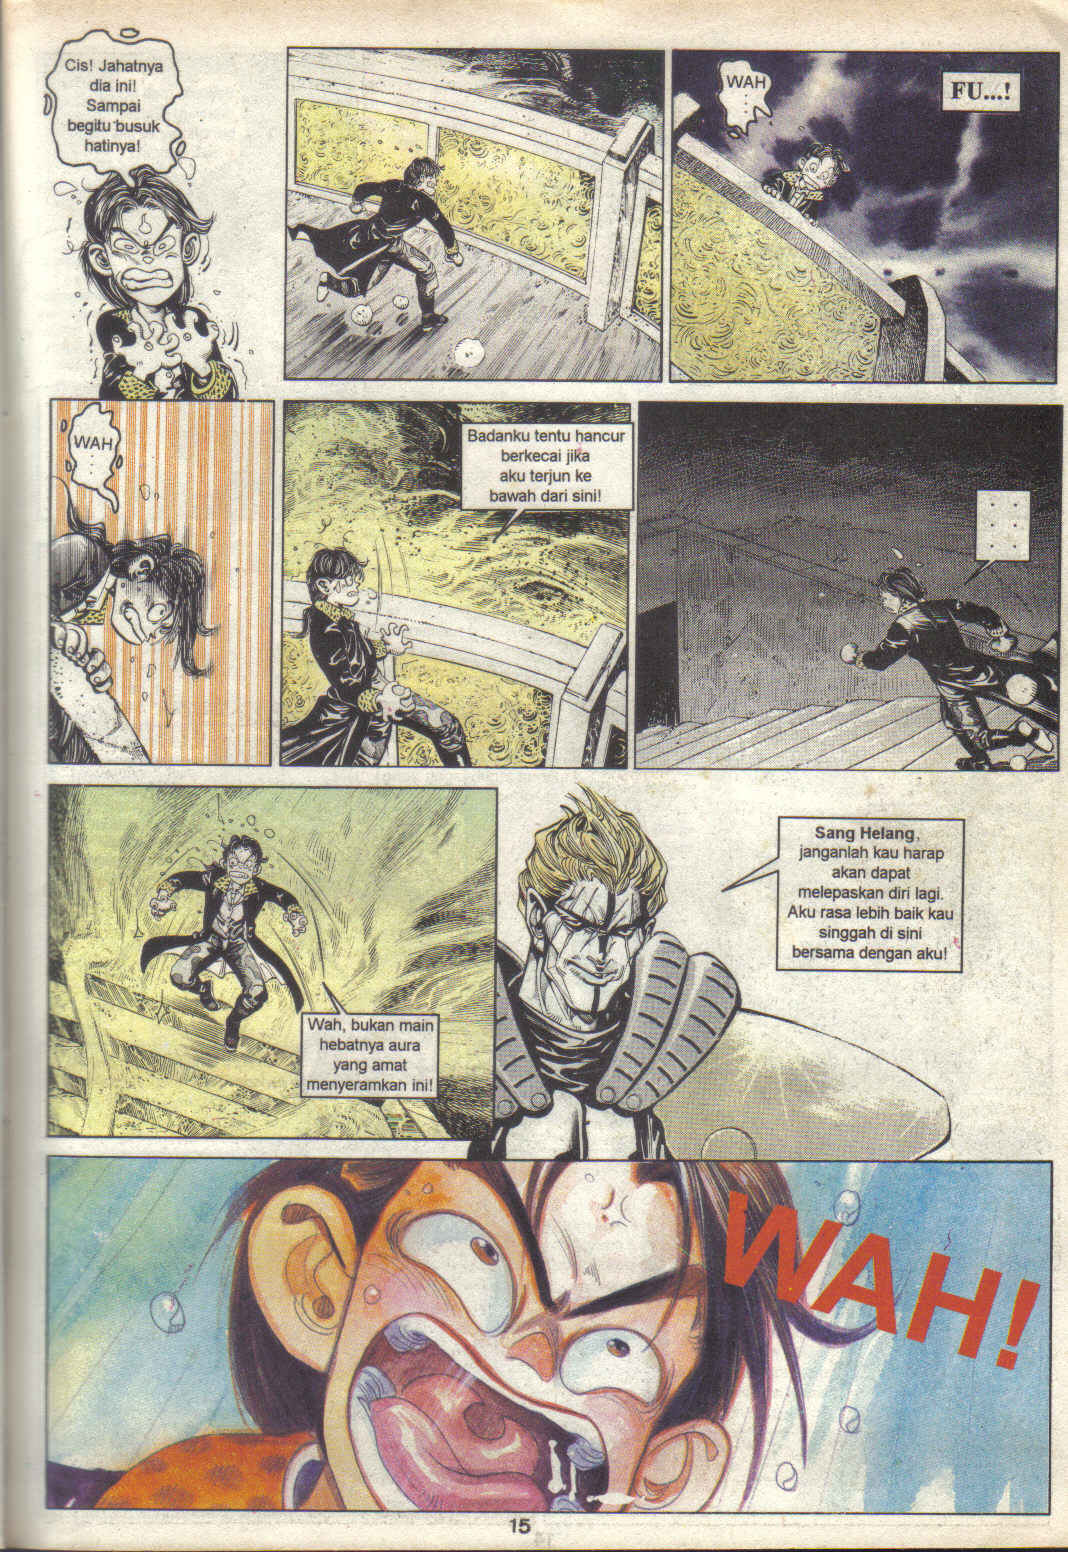 Cis! Jahatnya
dia ini!
Sampai
begitu busuk
hatinya!
WAH
...
FU...!
WAH
...
Badanku tentu hancur
berkecai jika
aku terjun ke
bawah dari sini!
. .
. .
. .
Wah, bukan main
hebatnya aura
yang amat
menyeramkan ini!
Sang Helang,
janganlah kau harap
akan dapat
melepaskan diri lagi.
Aku rasa lebih baik kau
singgah di sini
bersama dengan aku!
WAH!
15